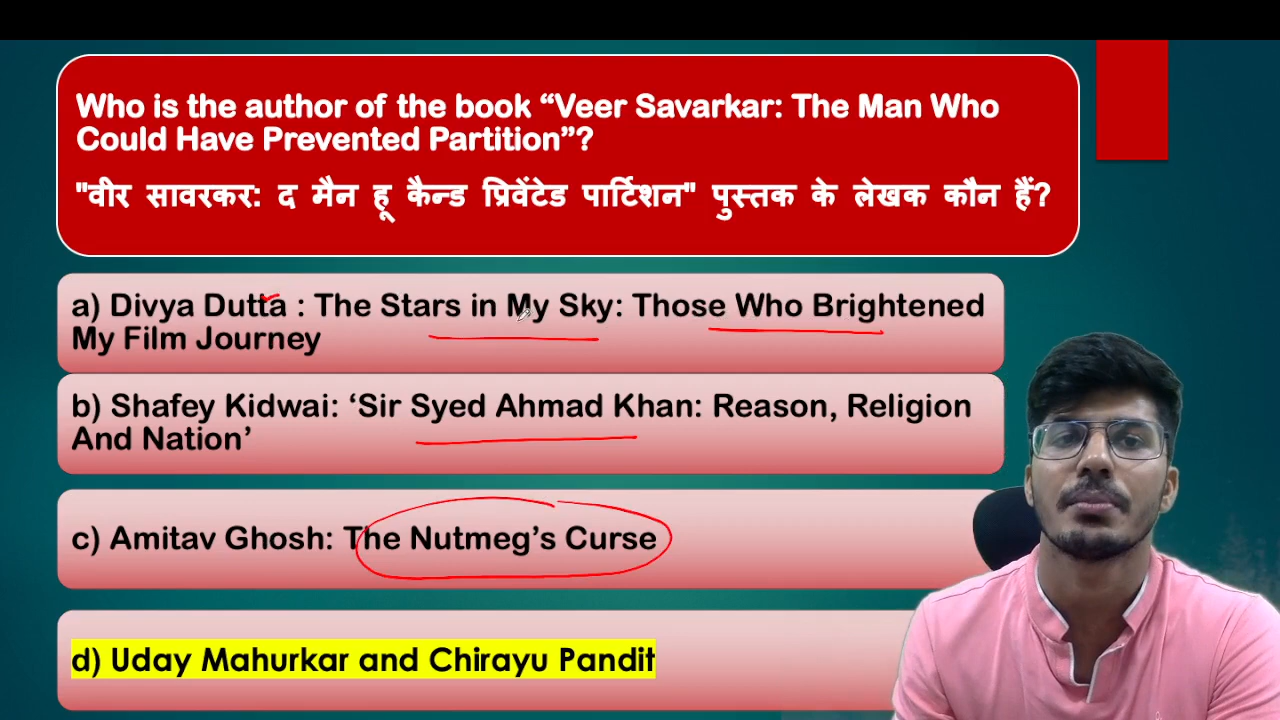 Who is the author of the book “Veer Savarkar: The Man Who
Could Have Prevented Partition”?
"वीर सावरकर: द मैन हू कैन्ड प्रिवेंटेड पार्टिशन" पुस्तक के लेखक कौन हैं?
a) Divya Dutta : The Stars in My Sky: Those Who Brightened
My Film Journey
b) Shafey Kidwai: ‘Sir Syed Ahmad Khan: Reason, Religion
And Nation’
c) Amitav Ghosh: The Nutmeg’s Curse
d) Uday Mahurkar and Chirayu Pandit